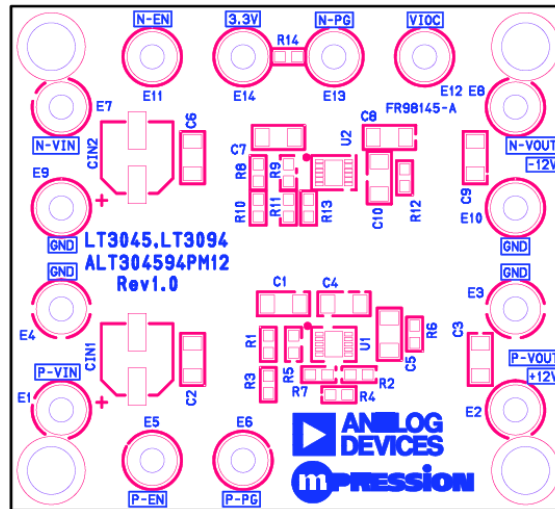 N-EN 3.3V N-PG VIOC
R14
E11 E14 E13 E12 E8
E7 C6 C7 C8 U2 FR98145-A
N-VIN CIN2 N-VOUT
-12V
E9 R8 R9 C9
R10 R11 R13 C10 R12 E10
GND GND
LT3045,LT3094
ALT304594PM12
Rev1.0
GND GND
C1 C4 E3
E4 CIN1 R1 R5 U1 C5 R6 C3
P-VIN P-VOUT
+12V
R3 R7 R2
E1 C2 R4 E2
E5 E6
P-EN P-PG
ANALOG
DEVICES
mPRESSION